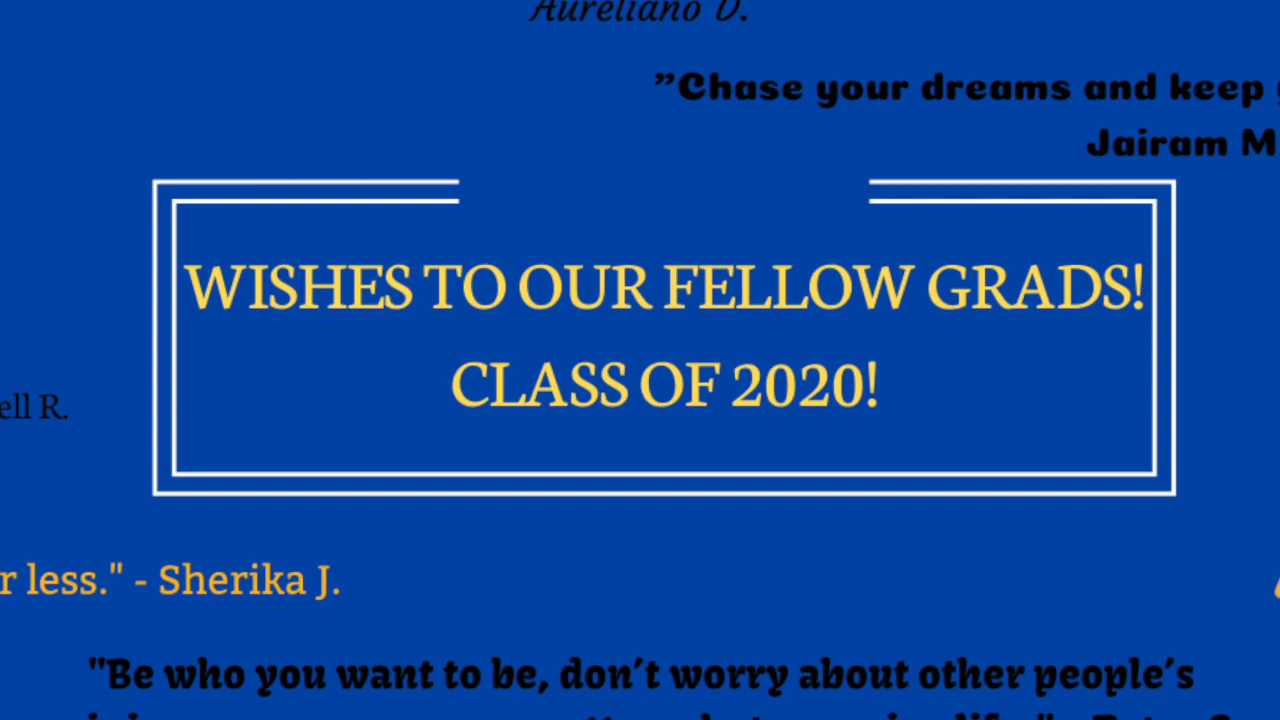 Aureliano D.
”Chase your dreams and keep
Jairam M.
WISHES TO OUR FELLOW GRADS!
CLASS OF 2020!
ell R.
r less." - Sherika J.
"Be who you want to be, don’t worry about other people’s